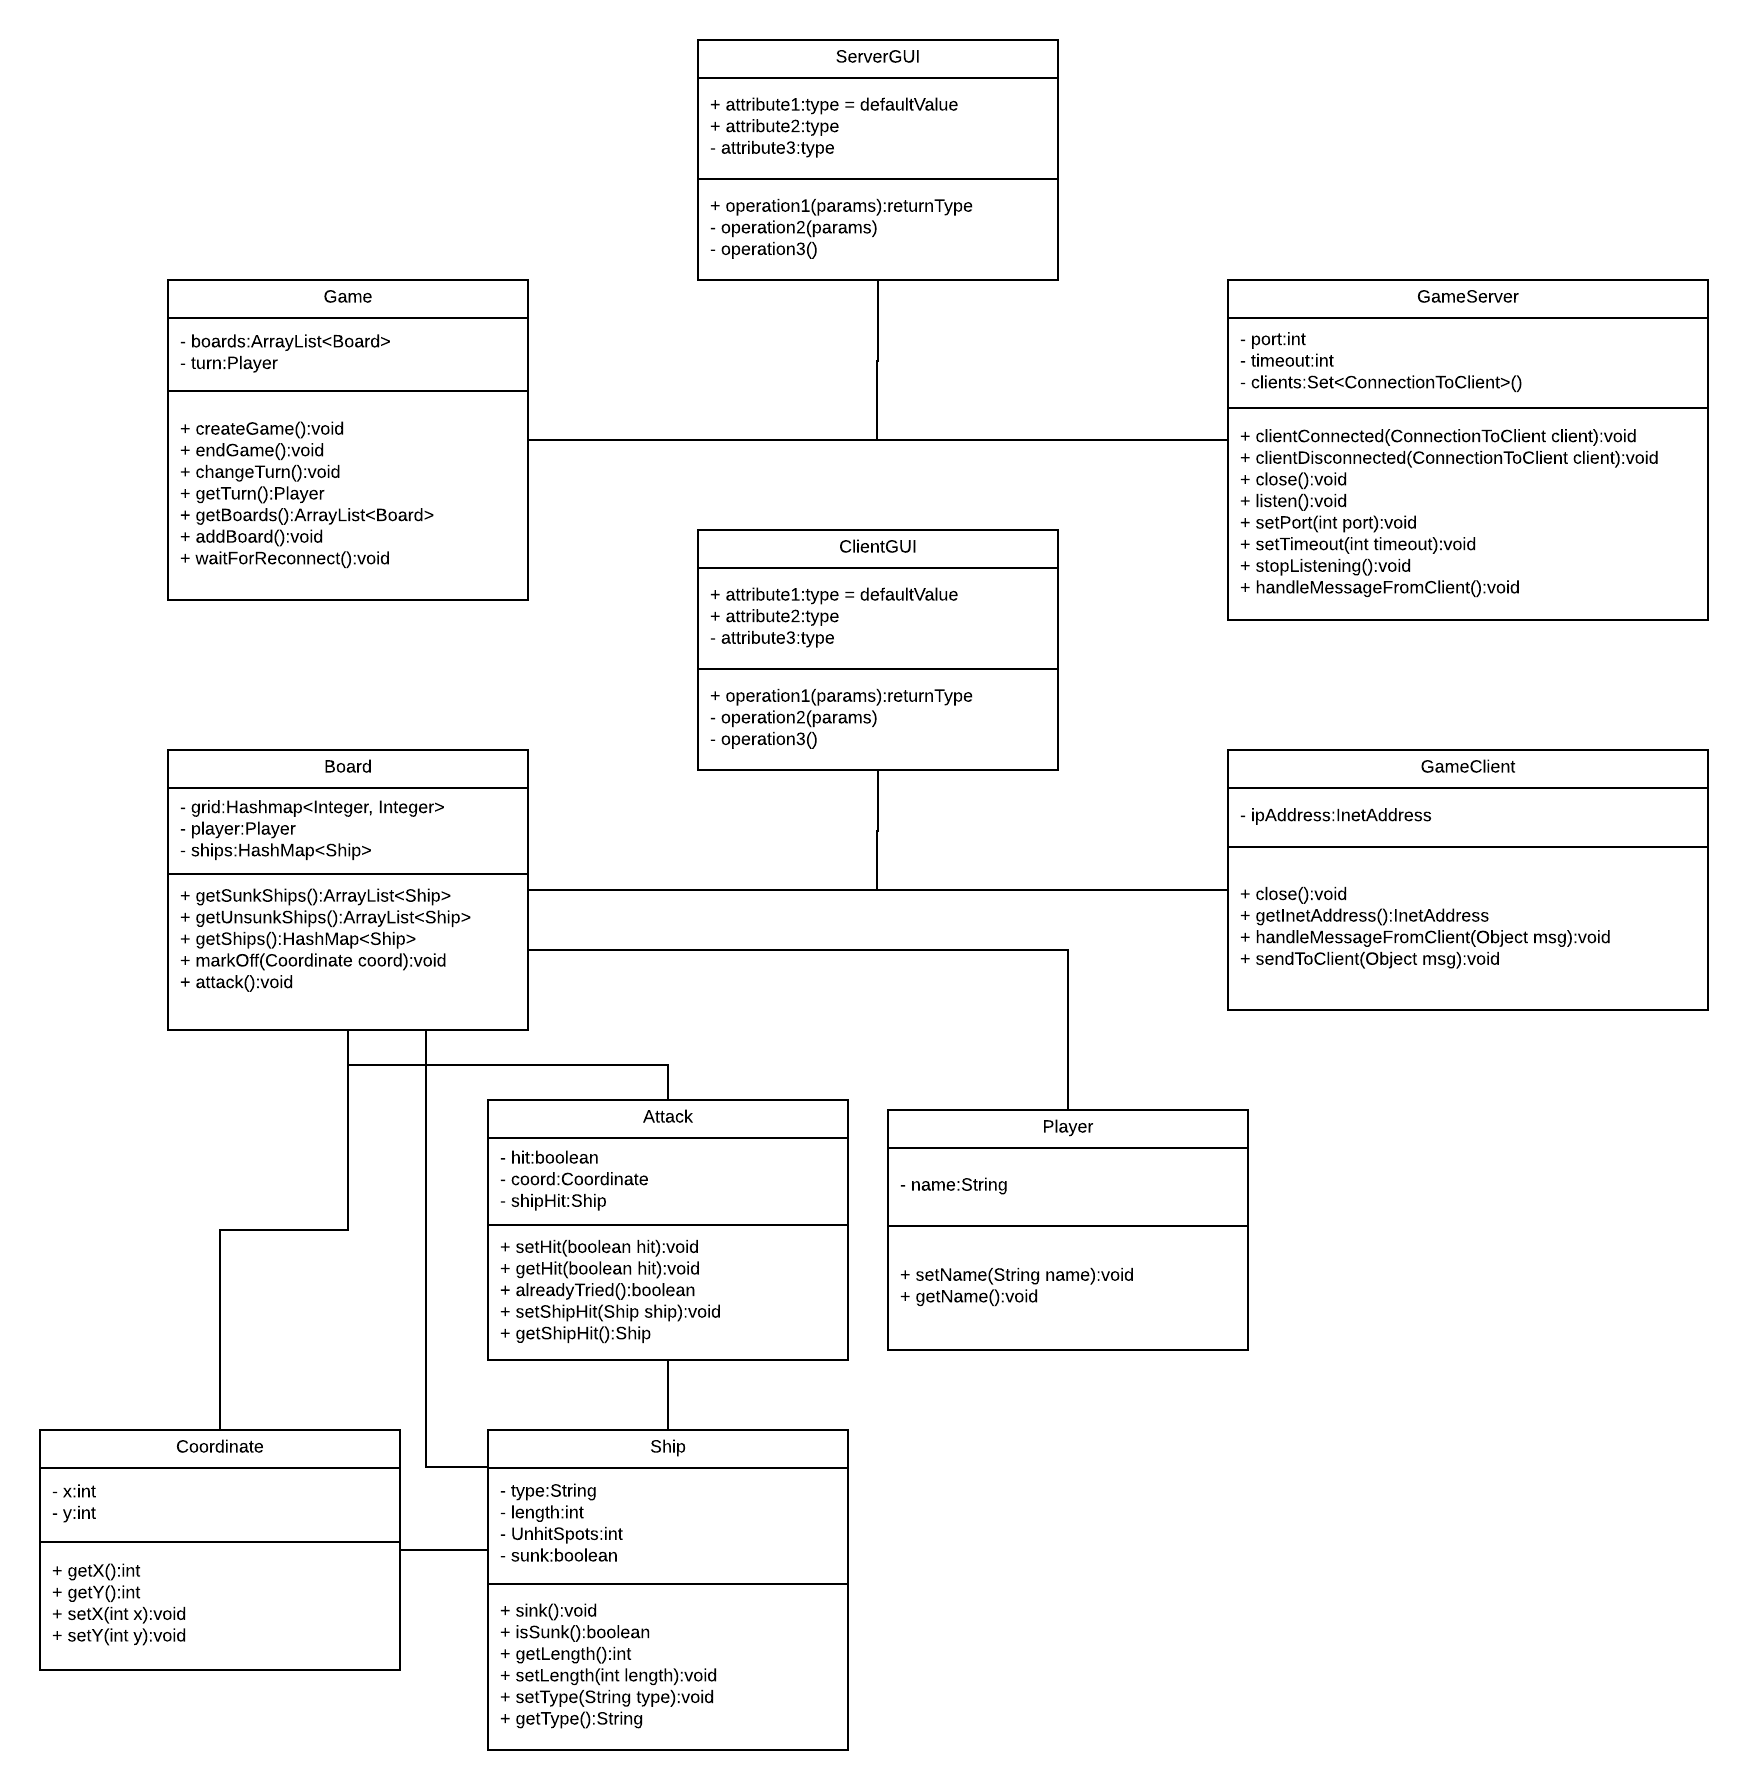 ServerGUI
+ attribute1:type = defaultValue
+ attribute2:type
- attribute3:type
+ operation1(params):returnType
- operation2(params)
- operation3()
Game
- boards:ArrayList<Board>
- turn:Player
+ createGame():void
+ endGame():void
+ changeTurn():void
+ getTurn():Player
+ getBoards():ArrayList<Board>
+ addBoard():void
+ waitForReconnect():void
GameServer
- port:int
- timeout:int
- clients:Set<ConnectionToClient>()
+ clientConnected(ConnectionToClient client):void
+ clientDisconnected(ConnectionToClient client):void
+ close():void
+ listen():void
+ setPort(int port):void
+ setTimeout(int timeout):void
+ stopListening():void
+ handleMessageFromClient():void
ClientGUI
+ attribute1:type = defaultValue
+ attribute2:type
- attribute3:type
+ operation1(params):returnType
- operation2(params)
- operation3()
Board
- grid:Hashmap<Integer, Integer>
- player:Player
- ships:HashMap<Ship>
+ getSunkShips():ArrayList<Ship>
+ getUnsunkShips():ArrayList<Ship>
+ getShips():HashMap<Ship>
+ markOff(Coordinate coord):void
+ attack():void
GameClient
- ipAddress:InetAddress
+ close():void
+ getInetAddress():InetAddress
+ handleMessageFromClient(Object msg):void
+ sendToClient(Object msg):void
Attack
- hit:boolean
- coord:Coordinate
- shipHit:Ship
+ setHit(boolean hit):void
+ getHit(boolean hit):void
+ alreadyTried():boolean
+ setShipHit(Ship ship):void
+ getShipHit():Ship
Player
- name:String
+ setName(String name):void
+ getName():void
Coordinate
- x:int
- y:int
+ getX():int
+ getY():int
+ setX(int x):void
+ setY(int y):void
Ship
- type:String
- length:int
- UnhitSpots:int
- sunk:boolean
+ sink():void
+ isSunk():boolean
+ getLength():int
+ setLength(int length):void
+ setType(String type):void
+ getType():String